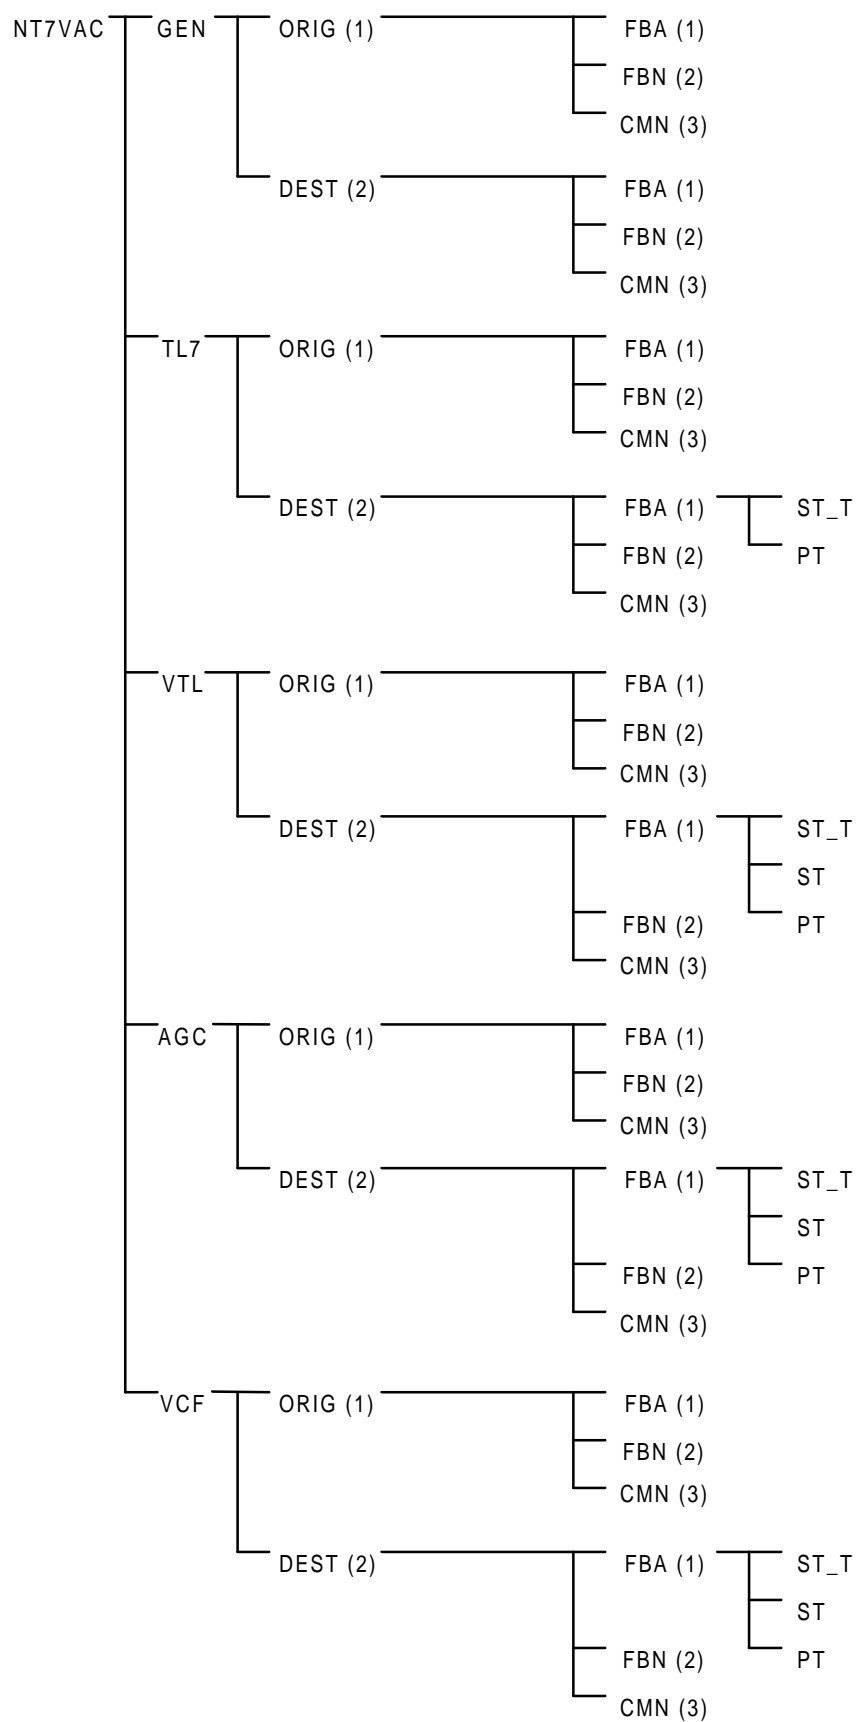 NT7VAC GEN ORIG (1) FBA (1)
FBN (2)
CMN (3)
DEST (2) FBA (1)
FBN (2)
CMN (3)
TL7 ORIG (1) FBA (1)
FBN (2)
CMN (3)
DEST (2) FBA (1) ST_T
FBN (2) PT
CMN (3)
VTL ORIG (1) FBA (1)
FBN (2)
CMN (3)
DEST (2) FBA (1) ST_T
ST
FBN (2) PT
CMN (3)
AGC ORIG (1) FBA (1)
FBN (2)
CMN (3)
DEST (2) FBA (1) ST_T
ST
FBN (2) PT
CMN (3)
VCF ORIG (1) FBA (1)
FBN (2)
CMN (3)
DEST (2) FBA (1) ST_T
ST
FBN (2) PT
CMN (3)